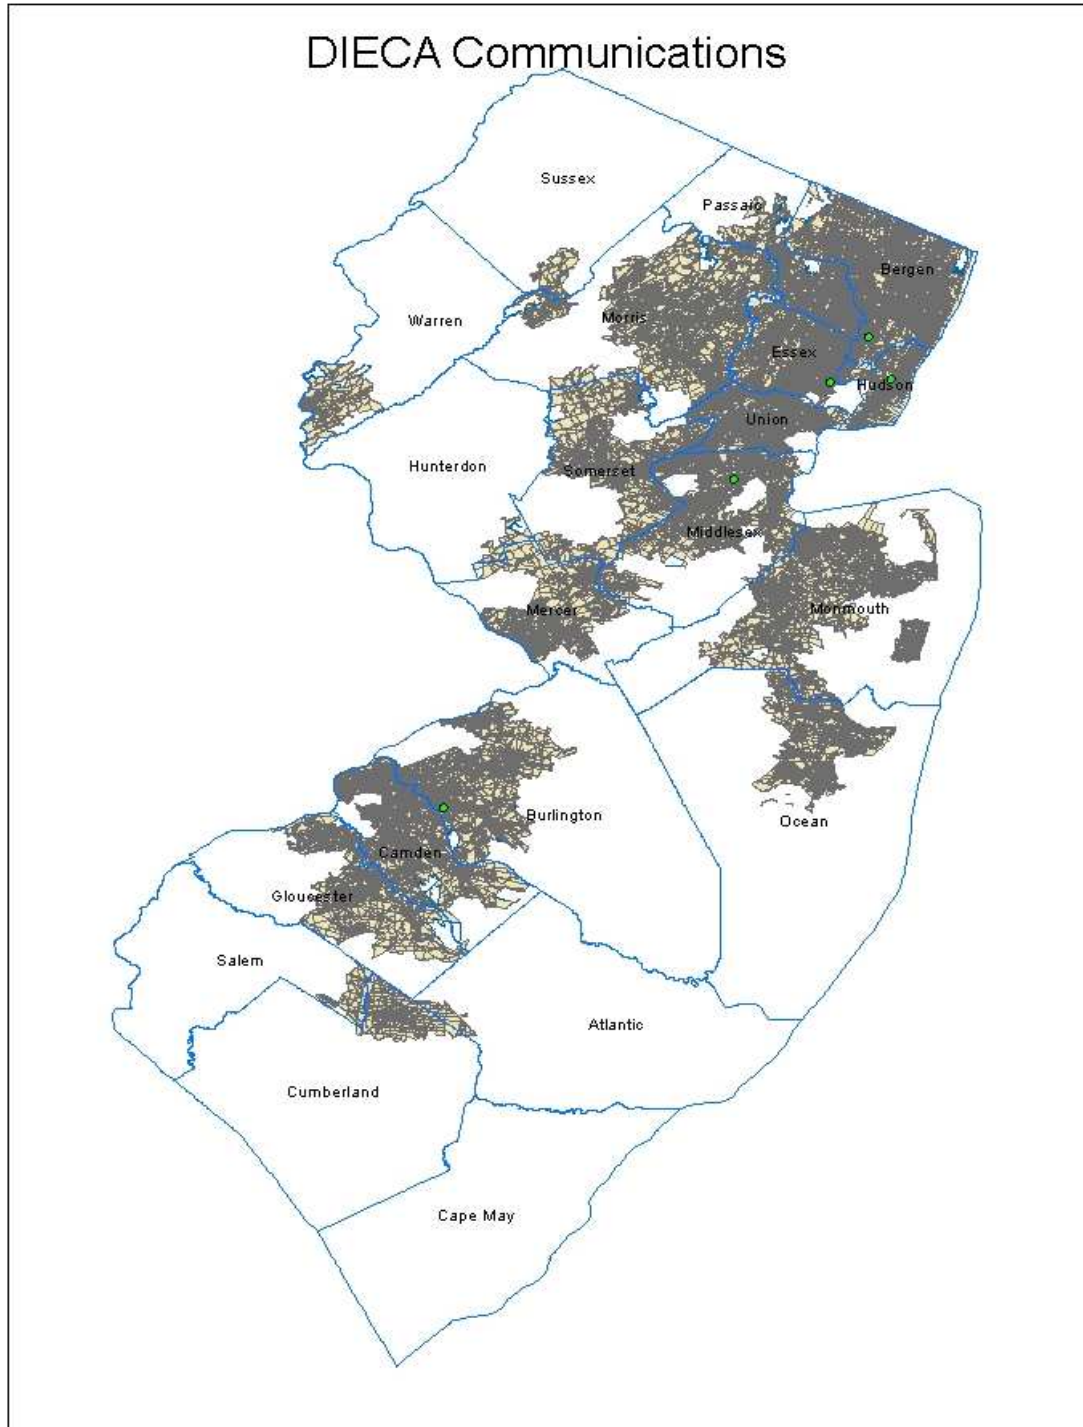 DIECA Communications
Sussex
Passaic
Bergen
Warren
Morris
Essex
Hudson
Union
Hunterdon
Somerset
Middlesex
Mercer
Monmouth
Burlington
Ocean
Camden
Gloucester
Salem
Atlantic
Cumberland
Cape May